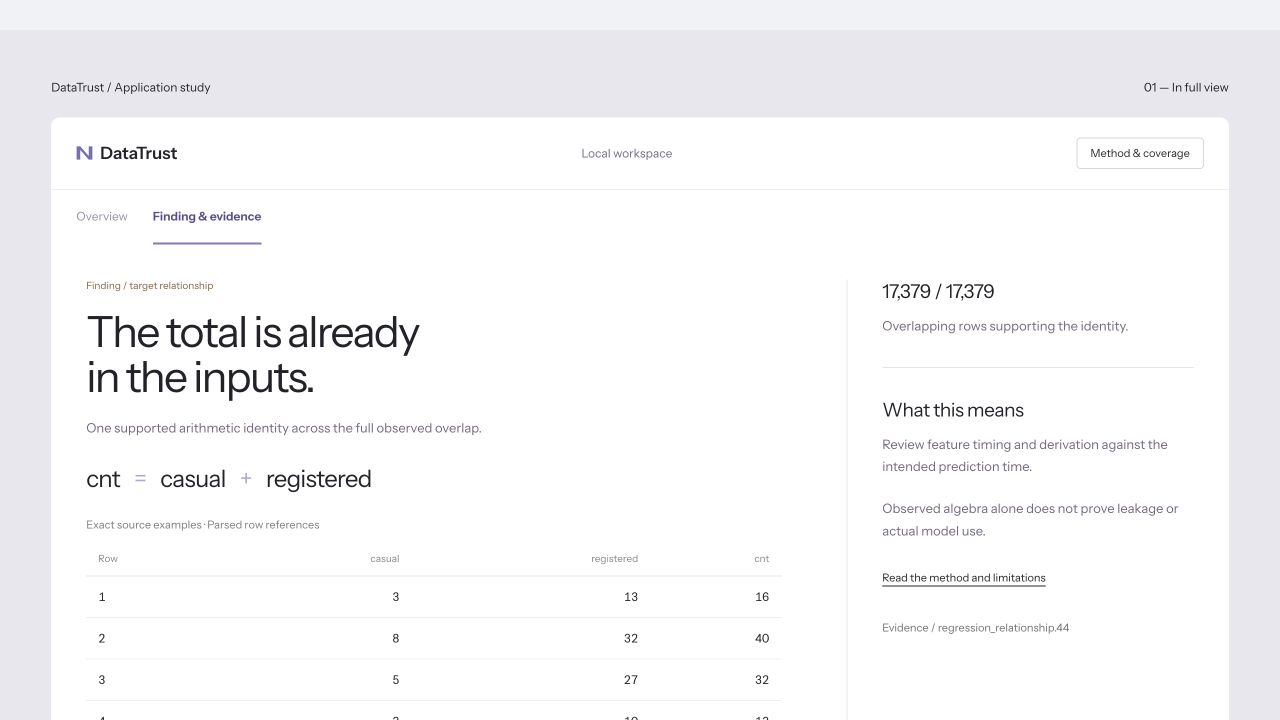 DataTrust / Application study
01 — In full view
DataTrust
Local workspace
Method & coverage
Overview
Finding & evidence
Finding / target relationship
The total is already
in the inputs.
One supported arithmetic identity across the full observed overlap.
cnt = casual + registered
Exact source examples · Parsed row references
Row casual registered cnt
1 3 13 16
2 8 32 40
3 5 27 32
17,379 / 17,379
Overlapping rows supporting the identity.
What this means
Review feature timing and derivation against the
intended prediction time.
Observed algebra alone does not prove leakage or
actual model use.
Read the method and limitations
Evidence / regression_relationship.44